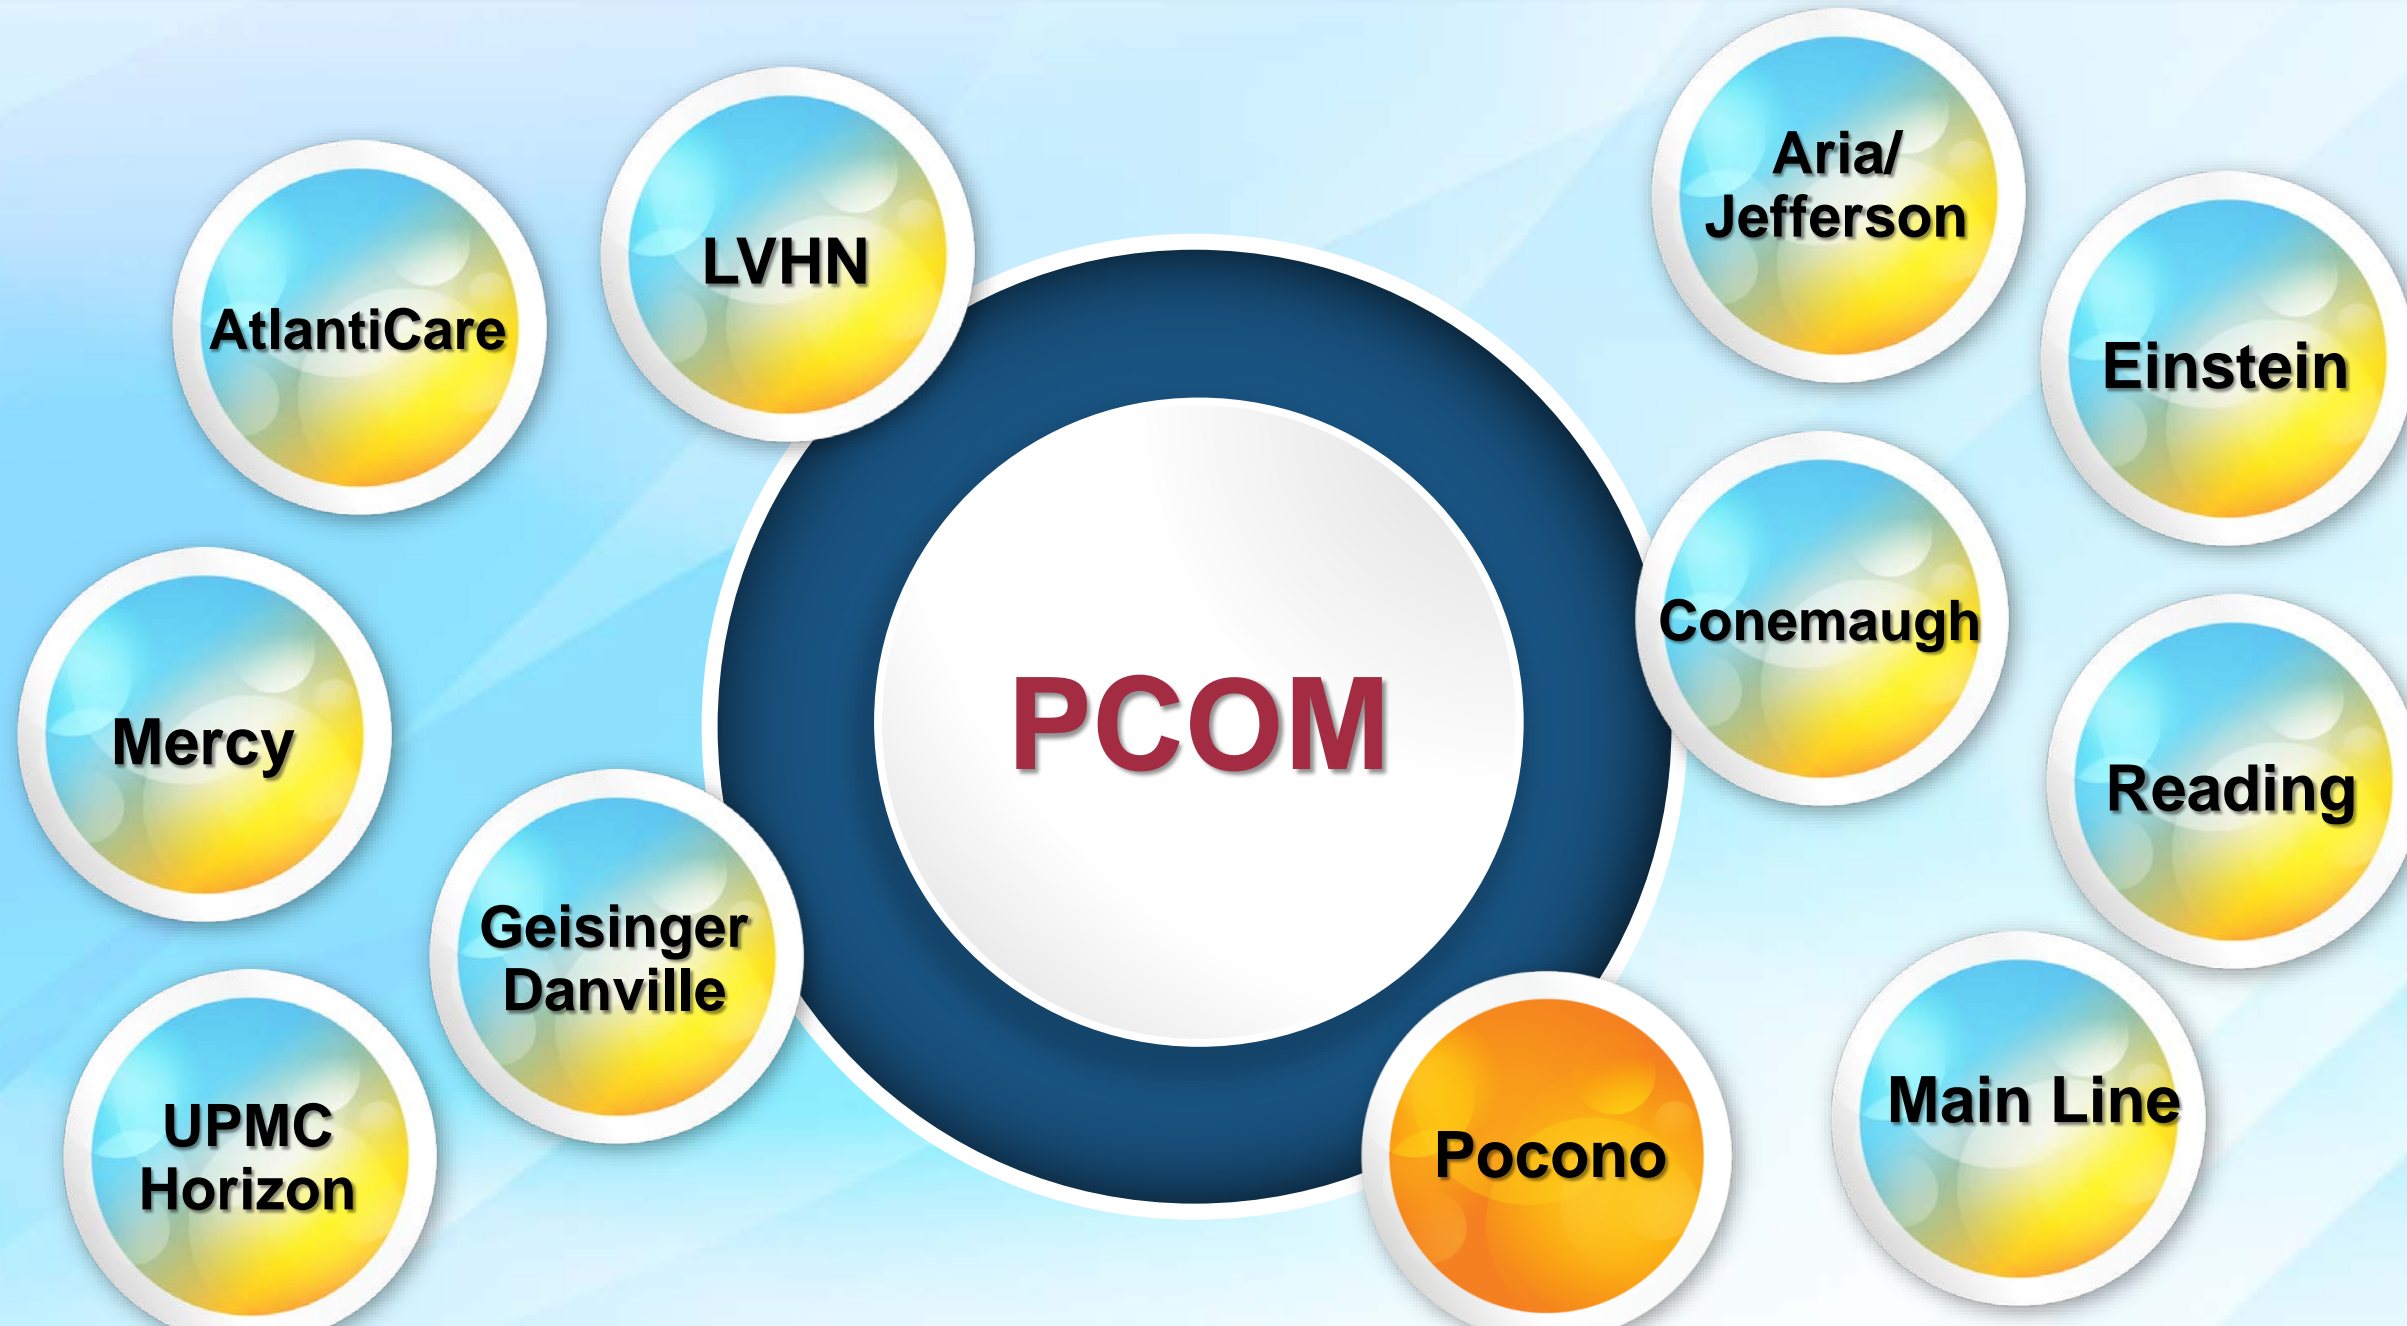 Aria/
Jefferson
LVHN
AtlantiCare
Einstein
Conemaugh
PCOM
Mercy
Reading
Geisinger
Danville
Main Line
UPMC
Horizon
Pocono